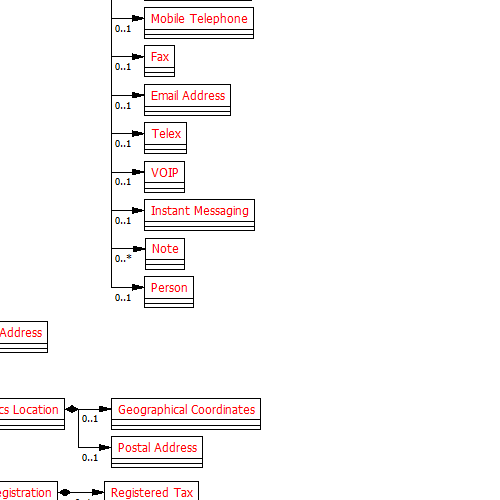 Mobile Telephone
0..1
Fax
0..1
Email Address
0..1
Telex
0..1
VOIP
0..1
Instant Messaging
0..1
Note
0..*
Person
0..1
Address
Location
Geographical Coordinates
0..1
Postal Address
0..1
Registered Tax